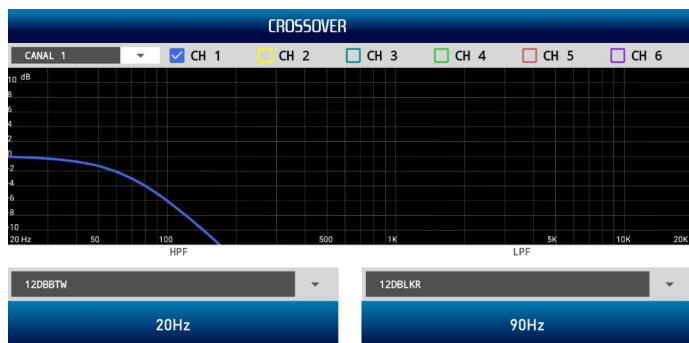 CROSSOVER
CANAL 1 CH 1 CH 2 CH 3 CH 4 CH 5 CH 6
10 dB
8
6
4
2
0
-2
-4
-6
-8
-10
20 Hz 50 100 500 1K 5K 10K 20K
HPF LPF
12DBBTW 12DBLKR
20Hz 90Hz